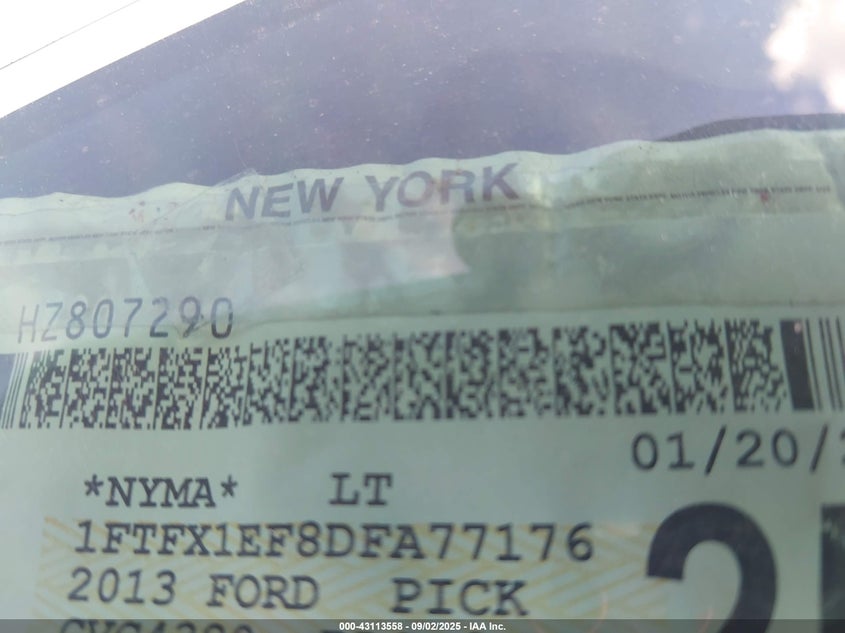 NEW YORK
HZ807290
01/20/
*NYMA* LT
1FTFX1EF8DFA77176
2013 FORD PICK
000-43113558 - 09/02/2025 - IAA Inc.